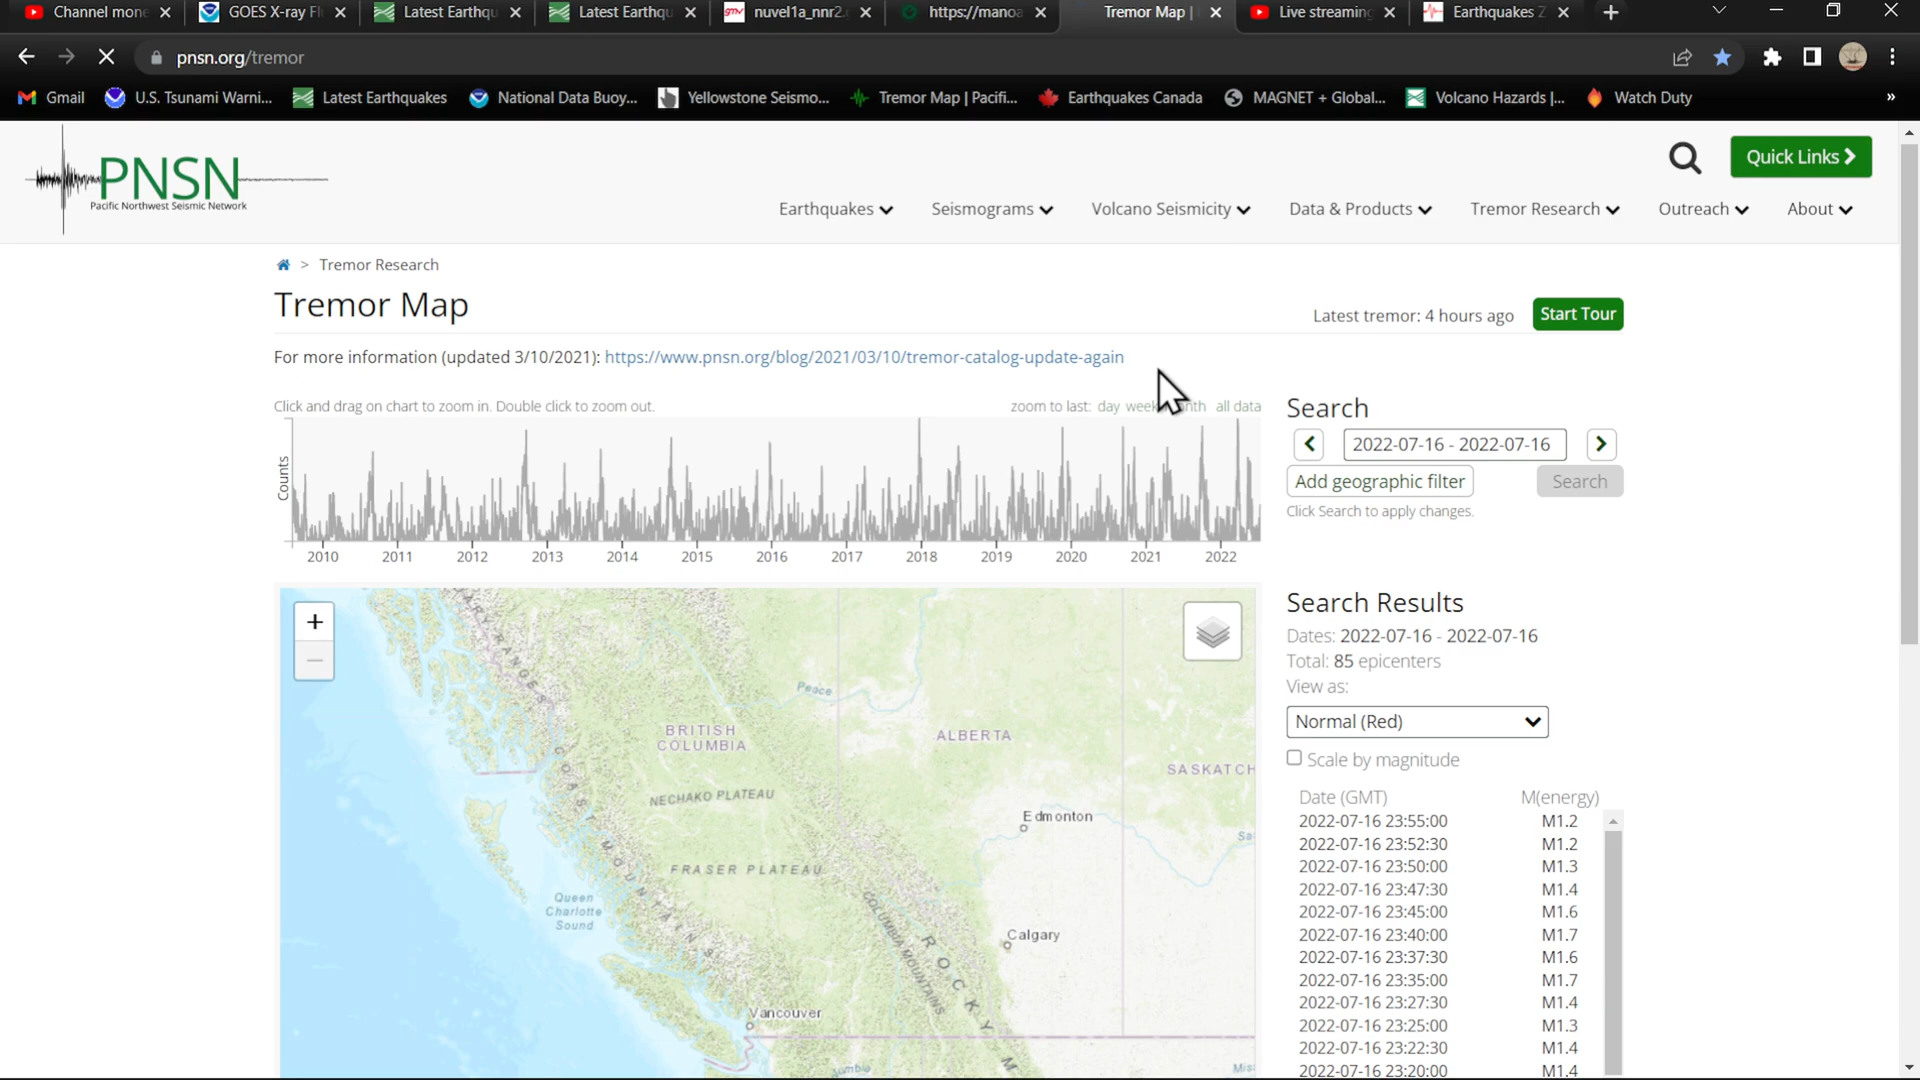 Channel mone
GOES X-ray Fl
Latest Earthqu
Latest Earthqu
nuvel1a_nnr2.
https://manoa
Tremor Map |
Live streaming
Earthquakes Z
pnsn.org/tremor
Gmail
U.S. Tsunami Warni...
Latest Earthquakes
National Data Buoy...
Yellowstone Seismo...
Tremor Map | Pacifi...
Earthquakes Canada
MAGNET + Global...
Volcano Hazards |...
Watch Duty
»
PNSN
Pacific Northwest Seismic Network
Quick Links
Earthquakes
Seismograms
Volcano Seismicity
Data & Products
Tremor Research
Outreach
About
> Tremor Research
Tremor Map
Latest tremor: 4 hours ago
Start Tour
For more information (updated 3/10/2021): https://www.pnsn.org/blog/2021/03/10/tremor-catalog-update-again
Click and drag on chart to zoom in. Double click to zoom out.
zoom to last: day week nth all data
Counts
2010 2011 2012 2013 2014 2015 2016 2017 2018 2019 2020 2021 2022
Search
2022-07-16 - 2022-07-16
Add geographic filter
Search
Click Search to apply changes.
+
−
BRITISH
COLUMBIA
ALBERTA
SASKATCH
Peace
NECHAKO PLATEAU
Edmonton
Sa
FRASER PLATEAU
COAST MOUNTAINS
Queen
Charlotte
Sound
COLUMBIA MOUNTAINS
ROCKY M
Calgary
Vancouver
umbia
Mis
Search Results
Dates: 2022-07-16 - 2022-07-16
Total: 85 epicenters
View as:
Normal (Red)
Scale by magnitude
Date (GMT) M(energy)
2022-07-16 23:55:00 M1.2
2022-07-16 23:52:30 M1.2
2022-07-16 23:50:00 M1.3
2022-07-16 23:47:30 M1.4
2022-07-16 23:45:00 M1.6
2022-07-16 23:40:00 M1.7
2022-07-16 23:37:30 M1.6
2022-07-16 23:35:00 M1.7
2022-07-16 23:27:30 M1.4
2022-07-16 23:25:00 M1.3
2022-07-16 23:22:30 M1.4
2022-07-16 23:20:00 M1.4